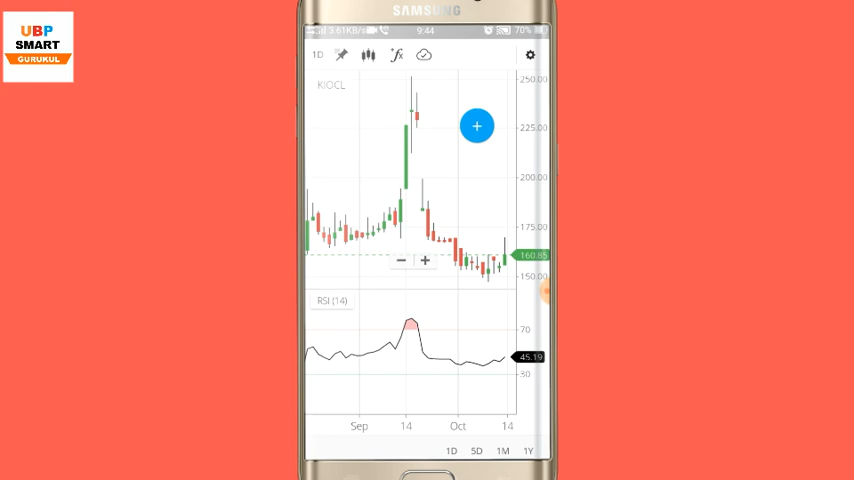 UBP
SMART
GURUKUL
SAMSUNG
3.61KB/s 9:44 70%
1D fx
KIOCL
250.00
225.00
200.00
175.00
160.85
150.00
RSI (14)
70
45.19
30
Sep 14 Oct 14
1D 5D 1M 1Y